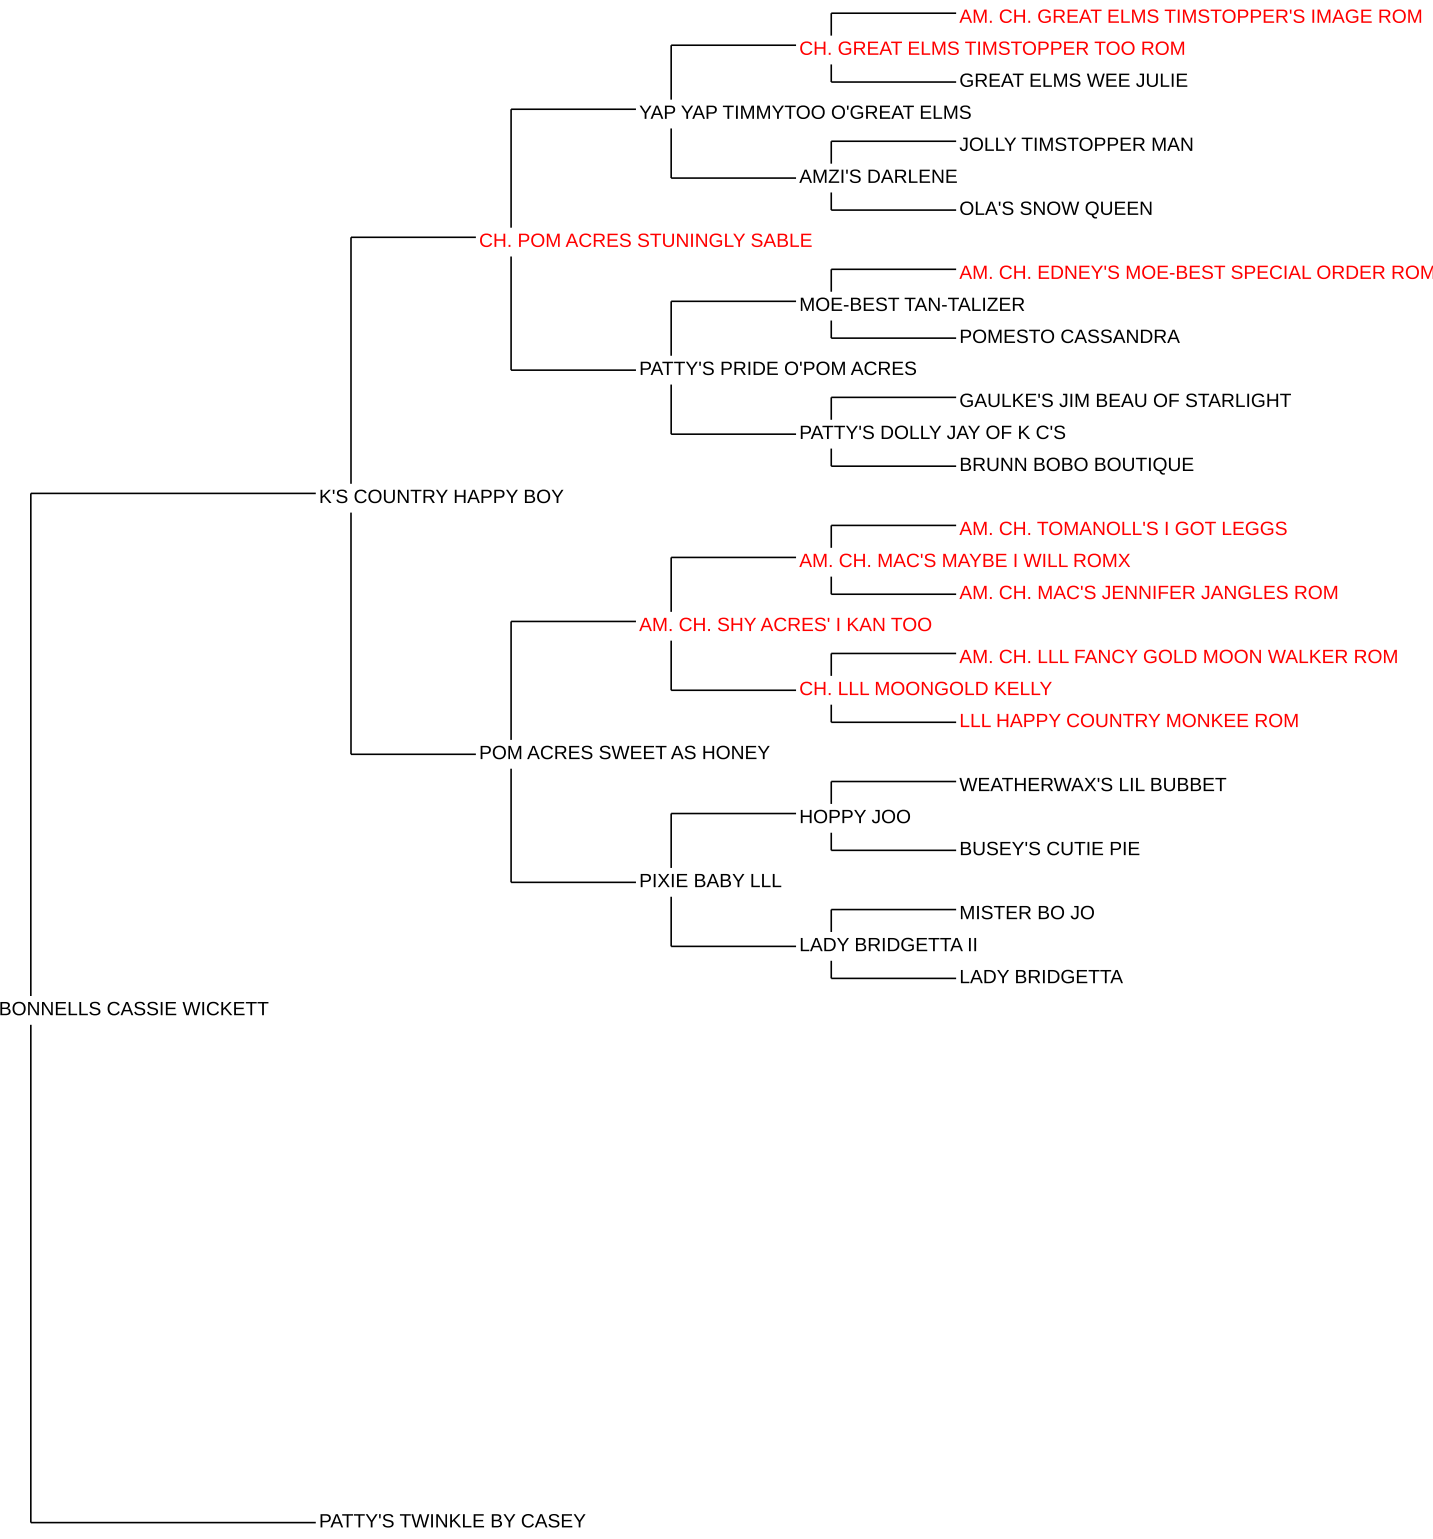 AM. CH. GREAT ELMS TIMSTOPPER'S IMAGE ROM
CH. GREAT ELMS TIMSTOPPER TOO ROM
GREAT ELMS WEE JULIE
YAP YAP TIMMYTOO O'GREAT ELMS
JOLLY TIMSTOPPER MAN
AMZI'S DARLENE
OLA'S SNOW QUEEN
CH. POM ACRES STUNINGLY SABLE
AM. CH. EDNEY'S MOE-BEST SPECIAL ORDER ROM
MOE-BEST TAN-TALIZER
POMESTO CASSANDRA
PATTY'S PRIDE O'POM ACRES
GAULKE'S JIM BEAU OF STARLIGHT
PATTY'S DOLLY JAY OF K C'S
BRUNN BOBO BOUTIQUE
K'S COUNTRY HAPPY BOY
AM. CH. TOMANOLL'S I GOT LEGGS
AM. CH. MAC'S MAYBE I WILL ROMX
AM. CH. MAC'S JENNIFER JANGLES ROM
AM. CH. SHY ACRES' I KAN TOO
AM. CH. LLL FANCY GOLD MOON WALKER ROM
CH. LLL MOONGOLD KELLY
LLL HAPPY COUNTRY MONKEE ROM
POM ACRES SWEET AS HONEY
WEATHERWAX'S LIL BUBBET
HOPPY JOO
BUSEY'S CUTIE PIE
PIXIE BABY LLL
MISTER BO JO
LADY BRIDGETTA II
LADY BRIDGETTA
BONNELLS CASSIE WICKETT
PATTY'S TWINKLE BY CASEY